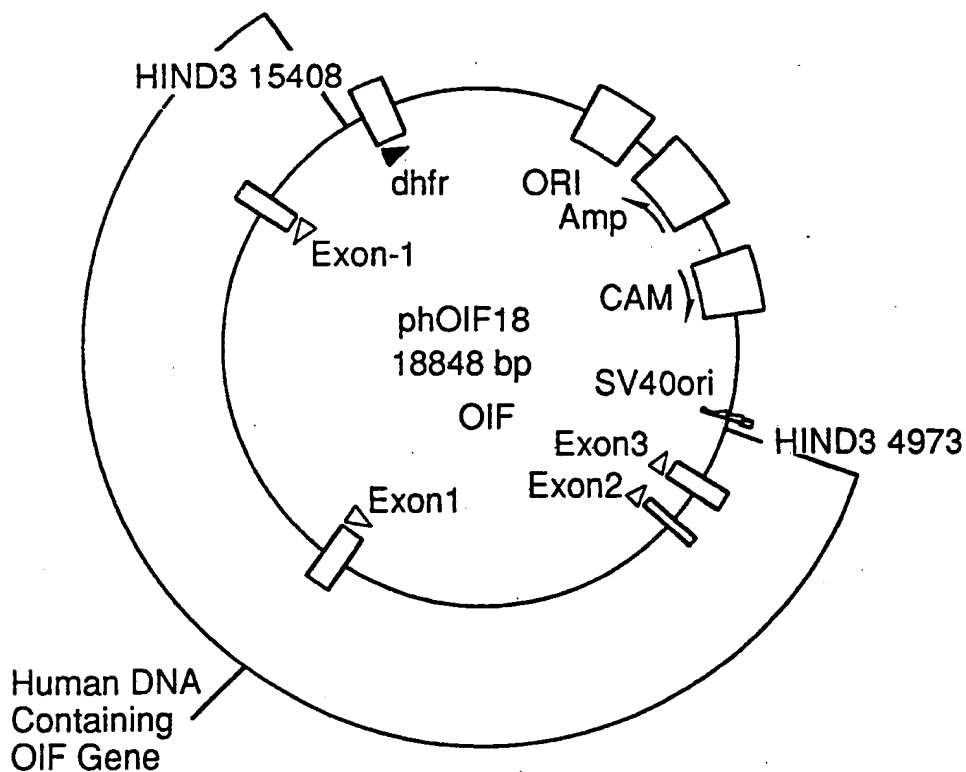 HIND3 15408
dhfr
ORI
Amp
Exon-1
CAM
phOIF18
18848 bp
OIF
SV40ori
HIND3 4973
Exon3
Exon2
Exon1
Human DNA
Containing
OIF Gene